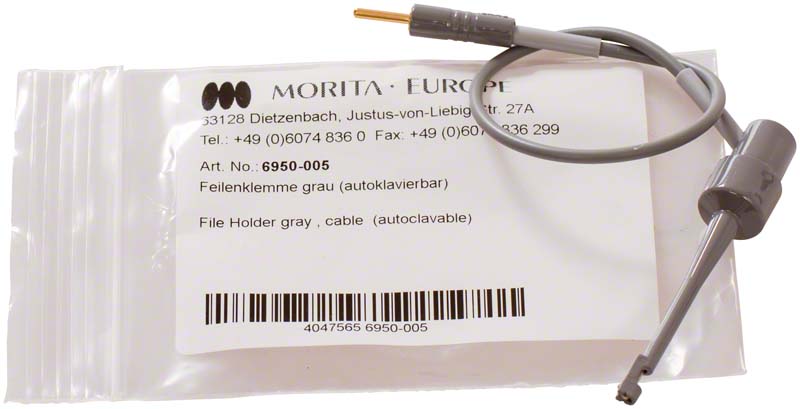 MORITA · EUROPE
63128 Dietzenbach, Justus-von-Liebig-Str. 27A
Tel.: +49 (0)6074 836 0 Fax: +49 (0)6074 836 299
Art. No.: 6950-005
Feilenklemme grau (autoklavierbar)
File Holder gray , cable (autoclavable)
4047565 6950-005